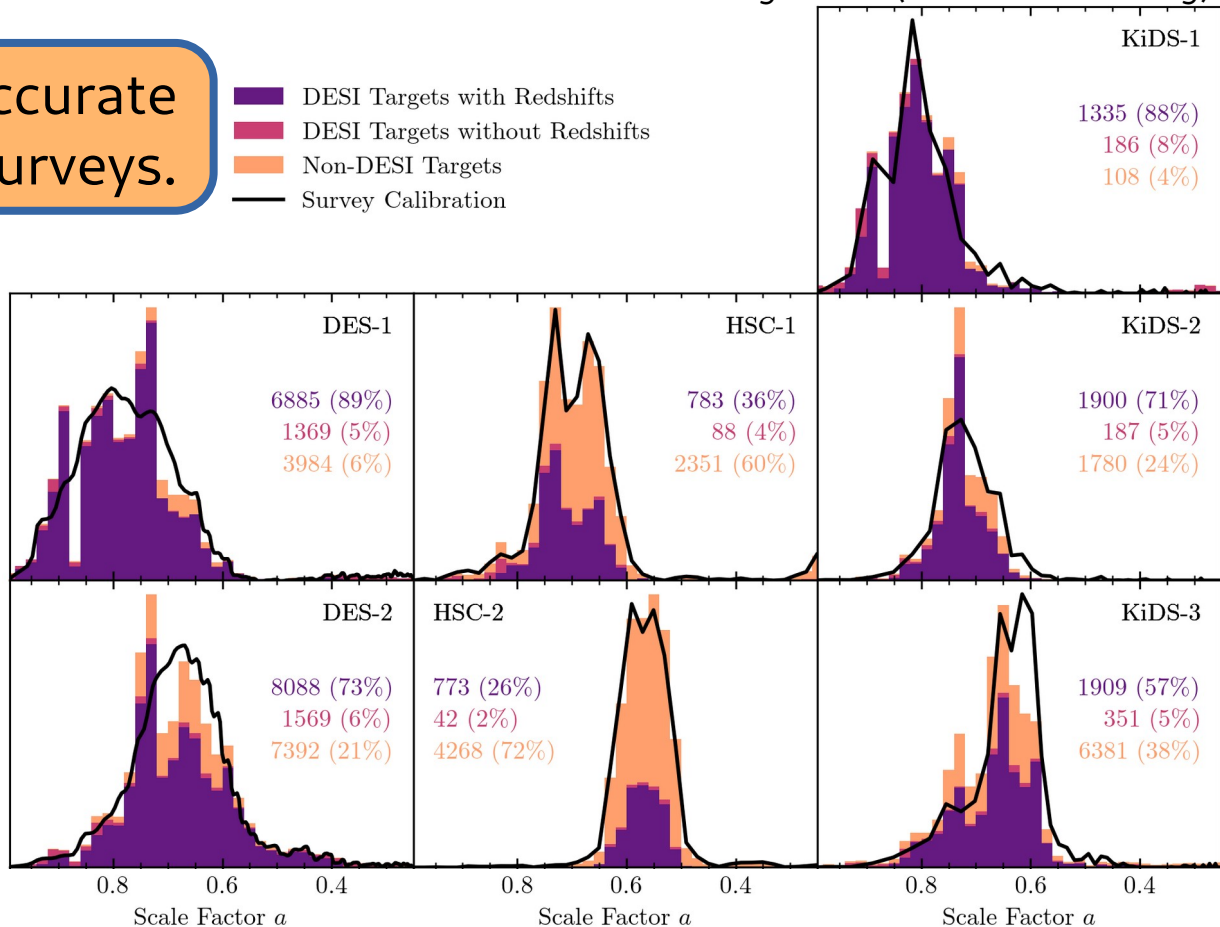 ccurate
urveys.
DESI Targets with Redshifts
DESI Targets without Redshifts
Non-DESI Targets
Survey Calibration
KiDS-1
1335 (88%)
186 (8%)
108 (4%)
DES-1
6885 (89%)
1369 (5%)
3984 (6%)
HSC-1
783 (36%)
88 (4%)
2351 (60%)
KiDS-2
1900 (71%)
187 (5%)
1780 (24%)
DES-2
8088 (73%)
1569 (6%)
7392 (21%)
HSC-2
773 (26%)
42 (2%)
4268 (72%)
KiDS-3
1909 (57%)
351 (5%)
6381 (38%)
0.8 0.6 0.4
0.8 0.6 0.4
0.8 0.6 0.4
Scale Factor a
Scale Factor a
Scale Factor a